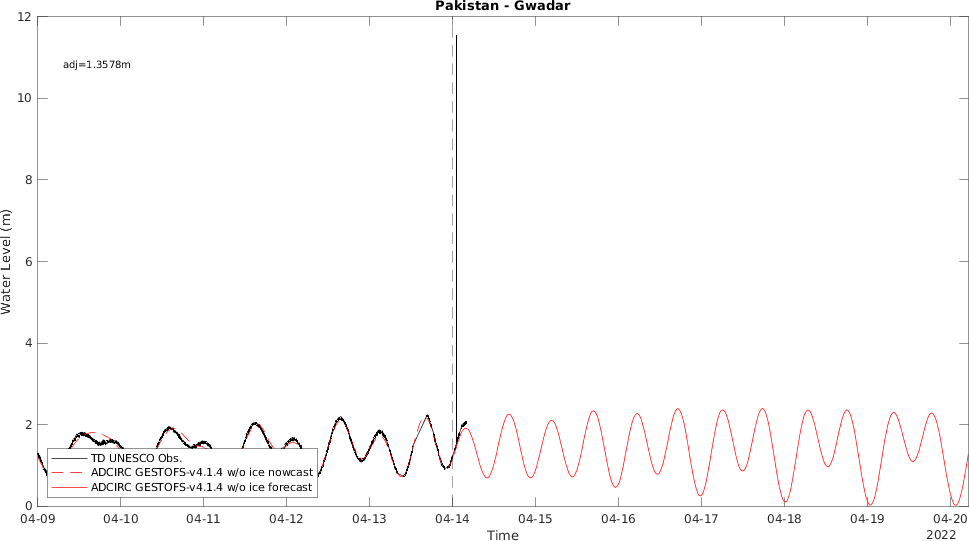 Pakistan - Gwadar
12
adj=1.3578m
10
8
6
4
2
0
Water Level (m)
TD UNESCO Obs.
ADCIRC GESTOFS-v4.1.4 w/o ice nowcast
ADCIRC GESTOFS-v4.1.4 w/o ice forecast
04-09 04-10 04-11 04-12 04-13 04-14 04-15 04-16 04-17 04-18 04-19 04-20
Time
2022